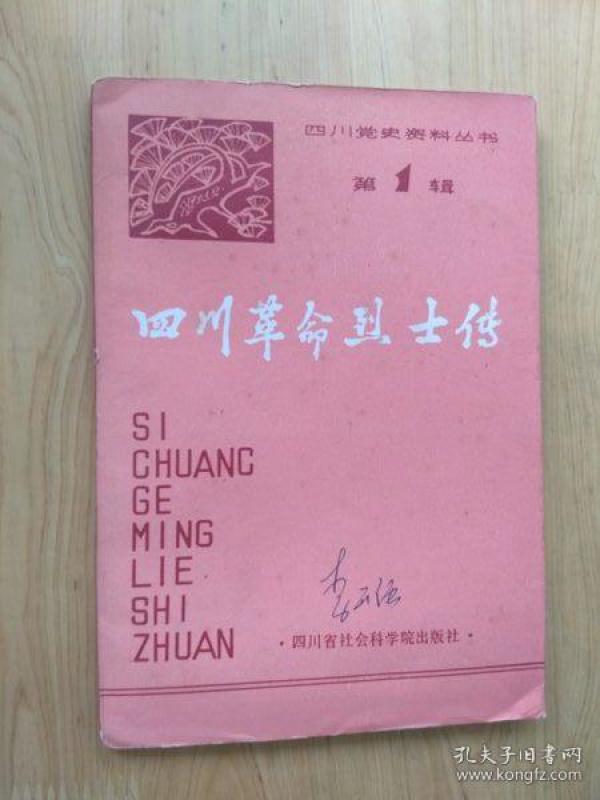 四川党史资料丛书
第1辑
四川革命烈士传
SI
CHUANG
GE
MING
LIE
SHI
ZHUAN
·四川省社会科学院出版社·
孔夫子旧书网
www.kongfz.com